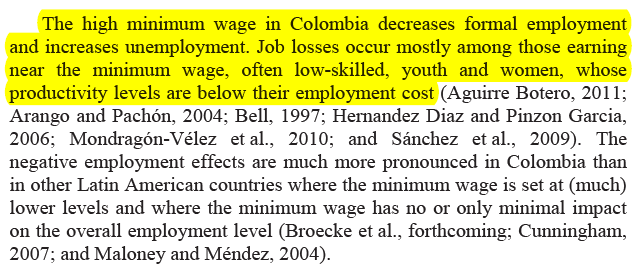 The high minimum wage in Colombia decreases formal employment
and increases unemployment. Job losses occur mostly among those earning
near the minimum wage, often low-skilled, youth and women, whose
productivity levels are below their employment cost (Aguirre Botero, 2011;
Arango and Pachón, 2004; Bell, 1997; Hernandez Diaz and Pinzon Garcia,
2006; Mondragón-Vélez et al., 2010; and Sánchez et al., 2009). The
negative employment effects are much more pronounced in Colombia than
in other Latin American countries where the minimum wage is set at (much)
lower levels and where the minimum wage has no or only minimal impact
on the overall employment level (Broecke et al., forthcoming; Cunningham,
2007; and Maloney and Méndez, 2004).